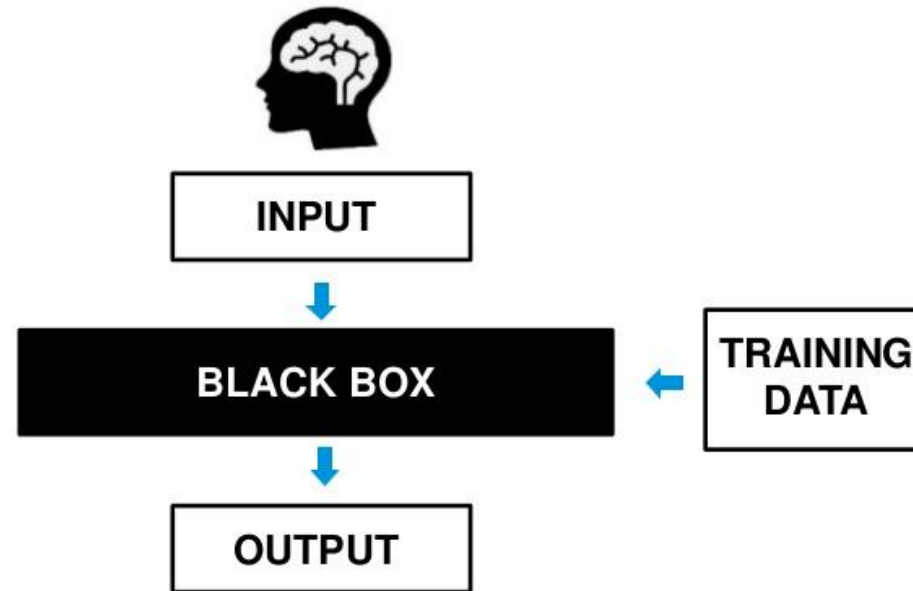 INPUT
BLACK BOX
TRAINING
DATA
OUTPUT